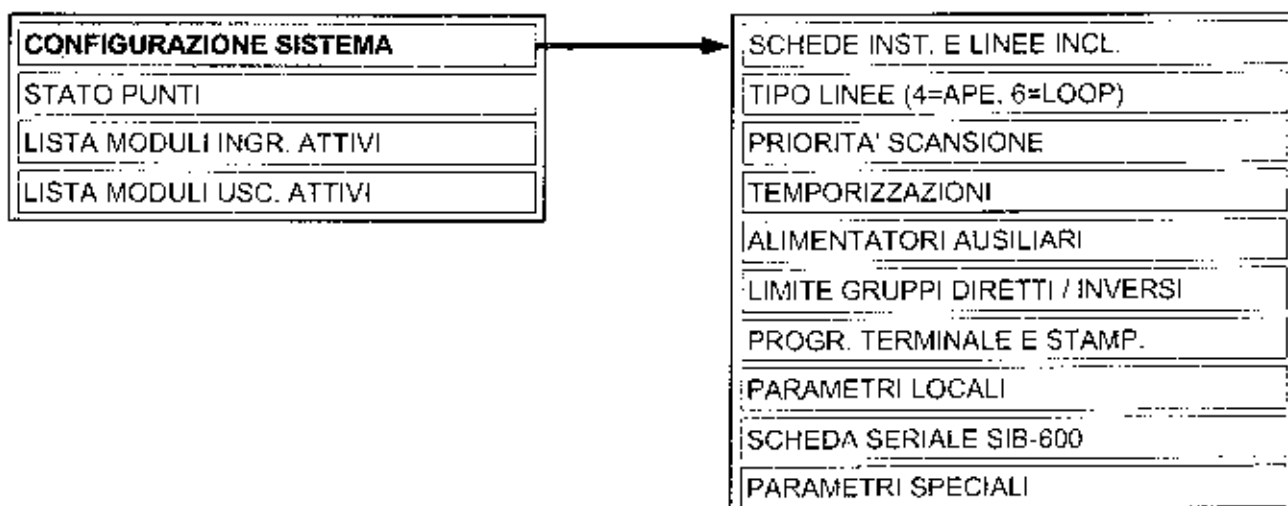 CONFIGURAZIONE SISTEMA
STATO PUNTI
LISTA MODULI INGR. ATTIVI
LISTA MODULI USC. ATTIVI
SCHEDE INST. E LINEE INCL.
TIPO LINEE (4=APE, 6=LOOP)
PRIORITA' SCANSIONE
TEMPORIZZAZIONI
ALIMENTATORI AUSILIARI
LIMITE GRUPPI DIRETTI / INVERSI
PROGR. TERMINALE E STAMP.
PARAMETRI LOCALI
SCHEDA SERIALE SIB-600
PARAMETRI SPECIALI